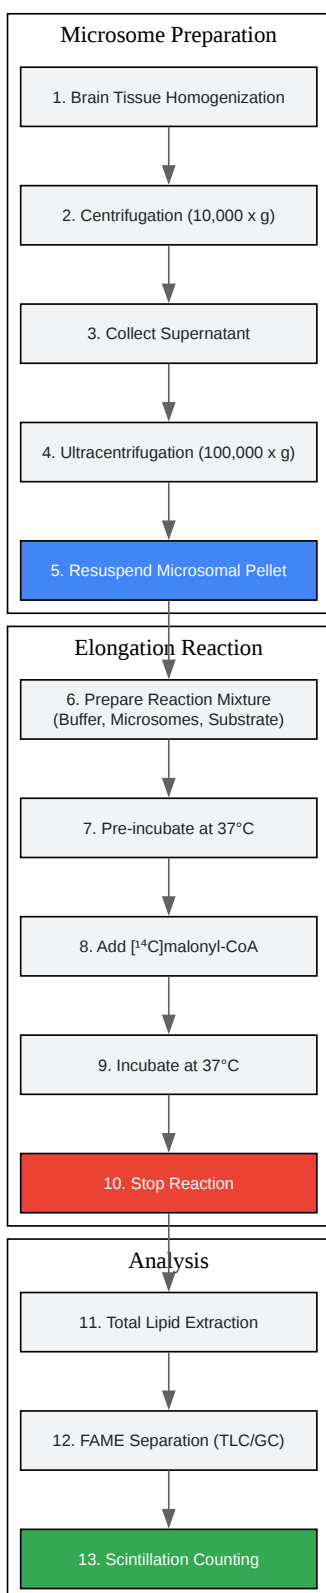 Microsome Preparation
1. Brain Tissue Homogenization
2. Centrifugation (10,000 x g)
3. Collect Supernatant
4. Ultracentrifugation (100,000 x g)
5. Resuspend Microsomal Pellet
Elongation Reaction
6. Prepare Reaction Mixture
(Buffer, Microsomes, Substrate)
7. Pre-incubate at 37°C
8. Add [¹⁴C]malonyl-CoA
9. Incubate at 37°C
10. Stop Reaction
Analysis
11. Total Lipid Extraction
12. FAME Separation (TLC/GC)
13. Scintillation Counting